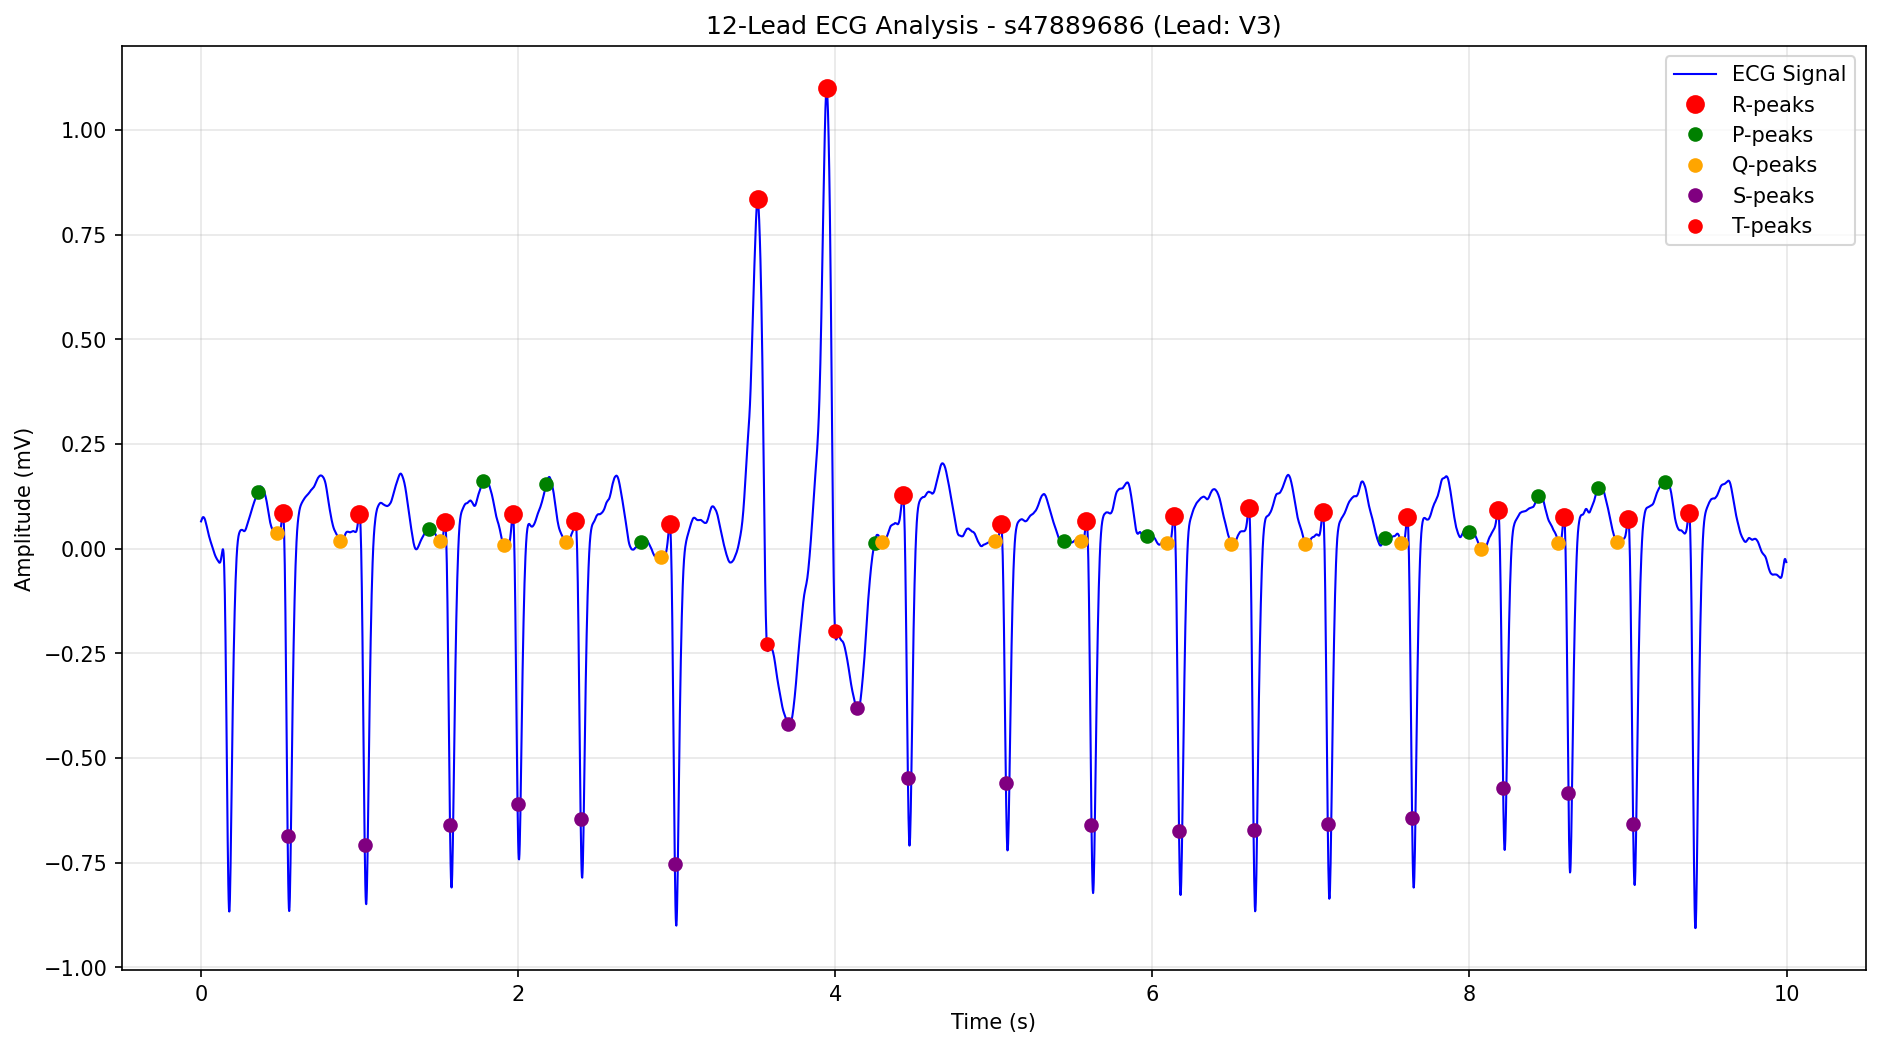 12-Lead ECG Analysis - s47889686 (Lead: V3)
ECG Signal
R-peaks
P-peaks
Q-peaks
S-peaks
T-peaks
1.00
0.75
0.50
0.25
0.00
−0.25
−0.50
−0.75
−1.00
Amplitude (mV)
0 2 4 6 8 10
Time (s)